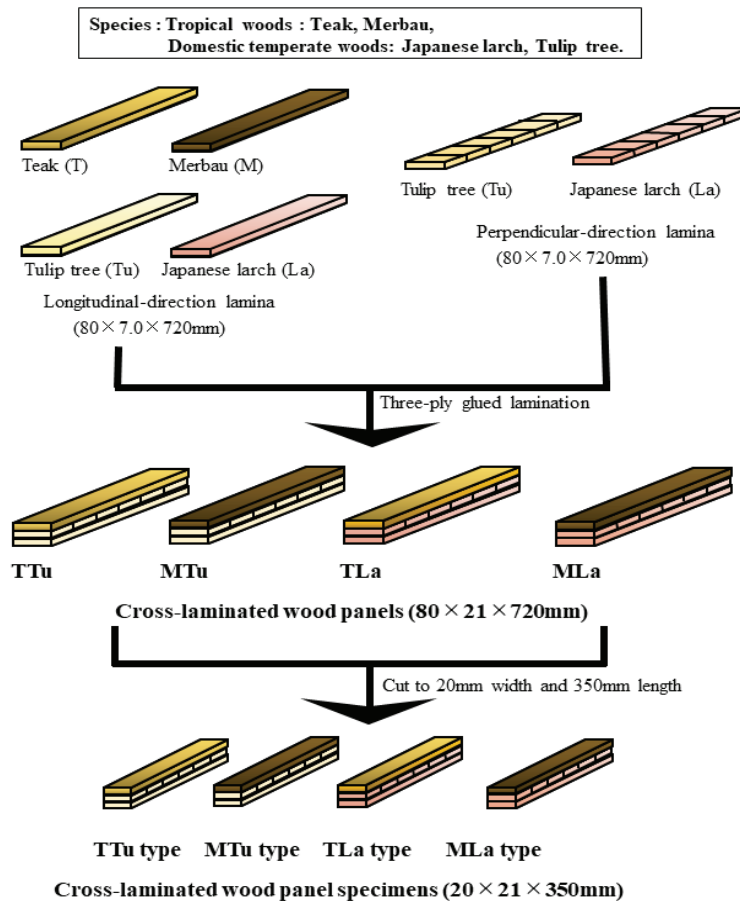 Species : Tropical woods : Teak, Merbau,
Domestic temperate woods: Japanese larch, Tulip tree.
Teak (T)
Merbau (M)
Tulip tree (Tu)
Japanese larch (La)
Tulip tree (Tu)
Japanese larch (La)
Longitudinal-direction lamina
(80×7.0×720mm)
Perpendicular-direction lamina
(80×7.0×720mm)
Three-ply glued lamination
TTu
MTu
TLa
MLa
Cross-laminated wood panels (80×21×720mm)
Cut to 20mm width and 350mm length
TTu type
MTu type
TLa type
MLa type
Cross-laminated wood panel specimens (20×21×350mm)